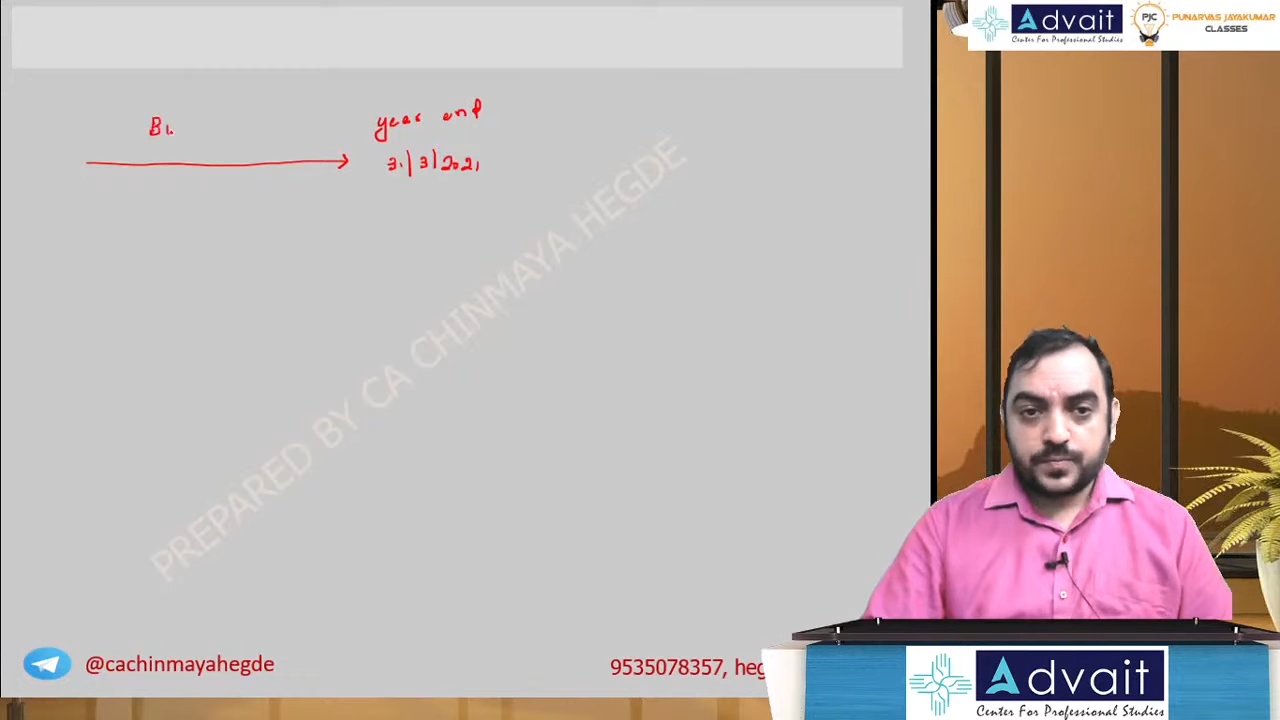 Advait
Center For Professional Studies
PJC
PUNARVAS JAYAKUMAR
CLASSES
year end
31/3/2021
PREPARED BY CA CHINMAYA HEGDE
@cachinmayahegde
9535078357, heg
Advait
Center For Professional Studies